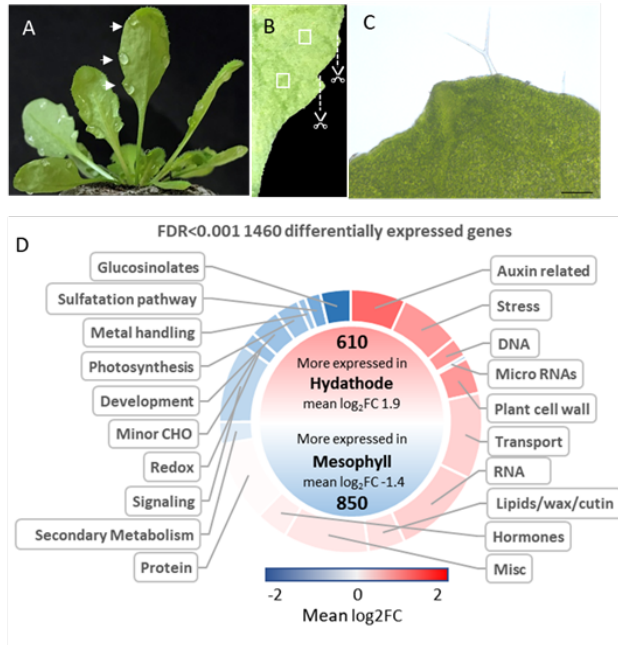 A
B
C
D
FDR<0.001 1460 differentially expressed genes
Glucosinolates
Sulfatation pathway
Metal handling
Photosynthesis
Development
Minor CHO
Redox
Signaling
Secondary Metabolism
Protein
610
More expressed in
Hydathode
mean log₂FC 1.9
More expressed in
Mesophyll
mean log₂FC -1.4
850
Auxin related
Stress
DNA
Micro RNAs
Plant cell wall
Transport
RNA
Lipids/wax/cutin
Hormones
Misc
-2 0 2
Mean log2FC